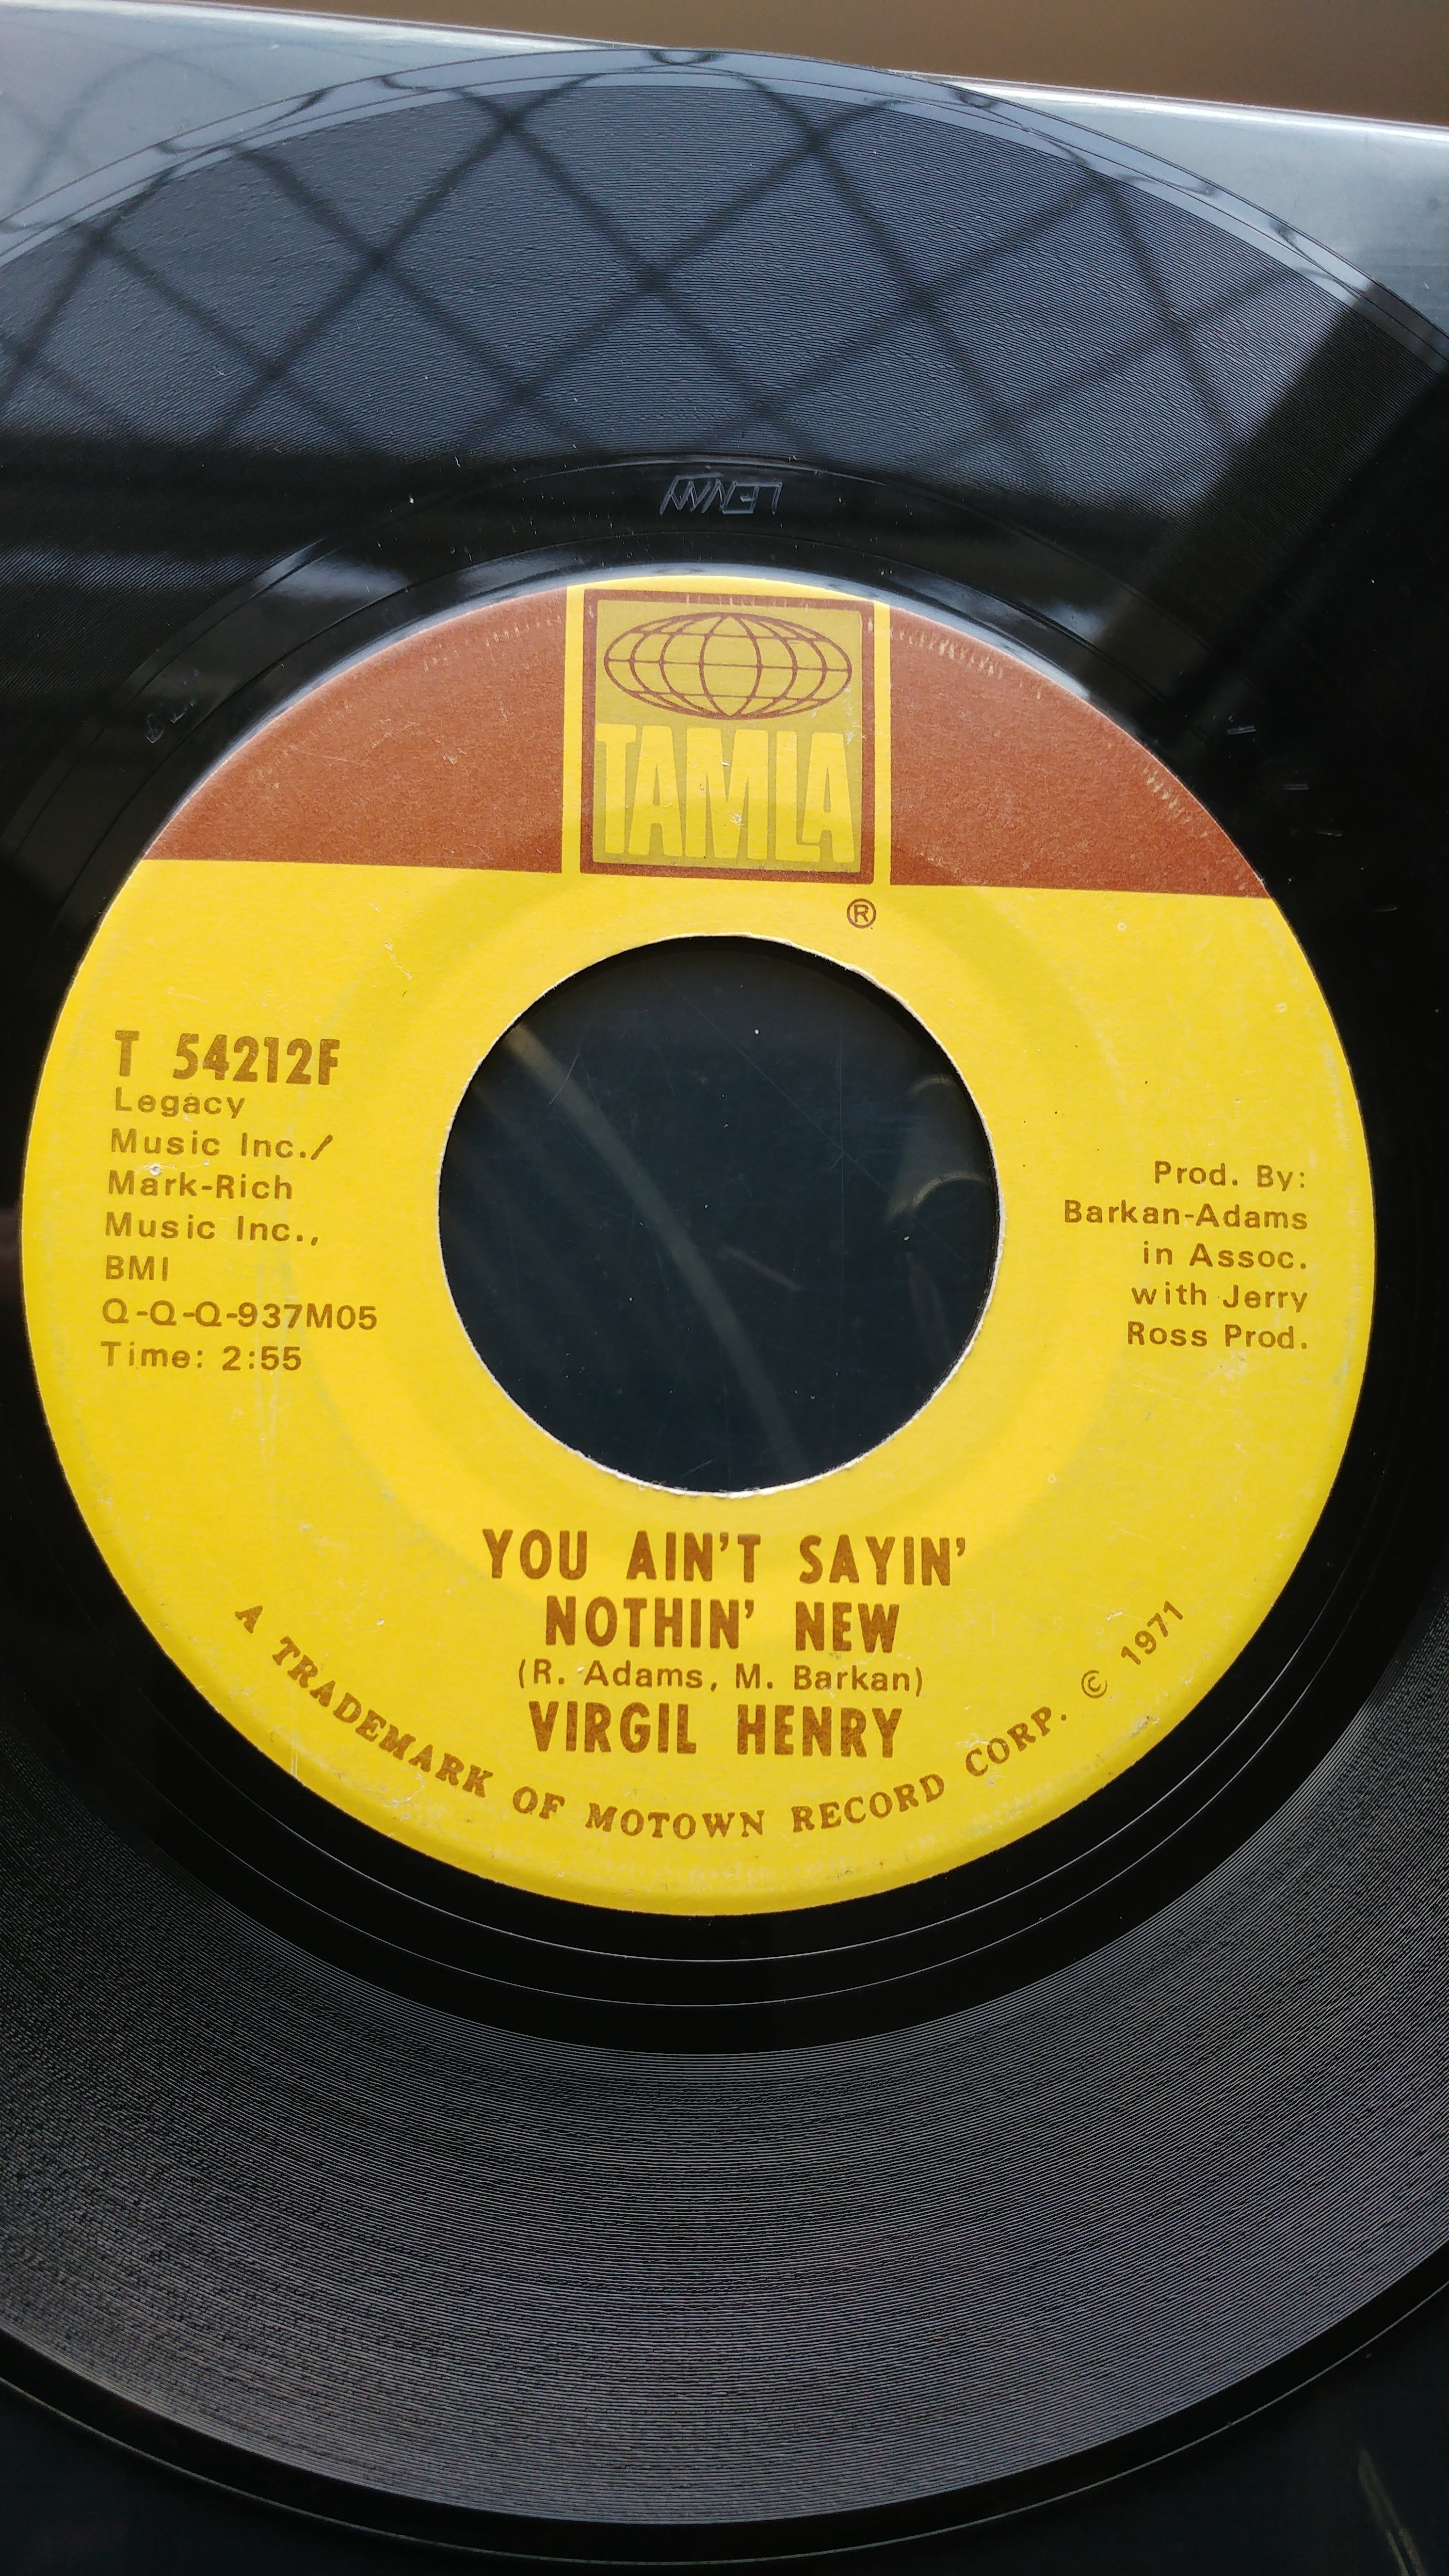 LENNY
TAMLA
®
T 54212F
Legacy
Music Inc./
Mark-Rich
Music Inc.,
BMI
Q-Q-Q-937M05
Time: 2:55
Prod. By:
Barkan-Adams
in Assoc.
with Jerry
Ross Prod.
YOU AIN'T SAYIN'
NOTHIN' NEW
(R. Adams, M. Barkan)
VIRGIL HENRY
A TRADEMARK OF MOTOWN RECORD CORP. © 1971